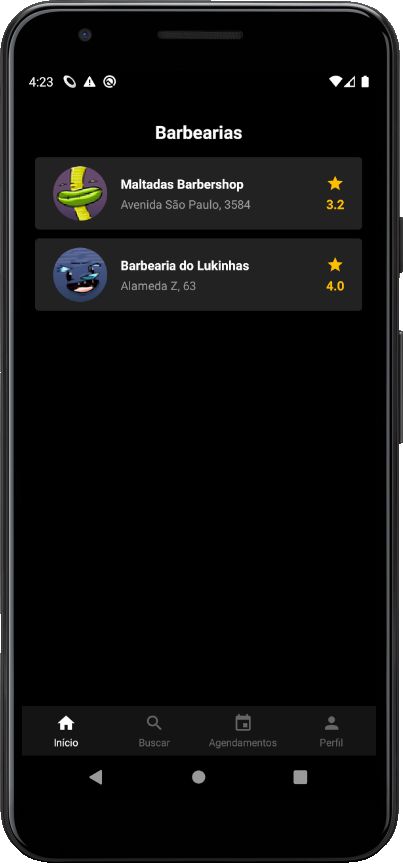 4:23
Barbearias
Maltadas Barbershop
Avenida São Paulo, 3584
3.2
Barbearia do Lukinhas
Alameda Z, 63
4.0
Início
Buscar
Agendamentos
Perfil